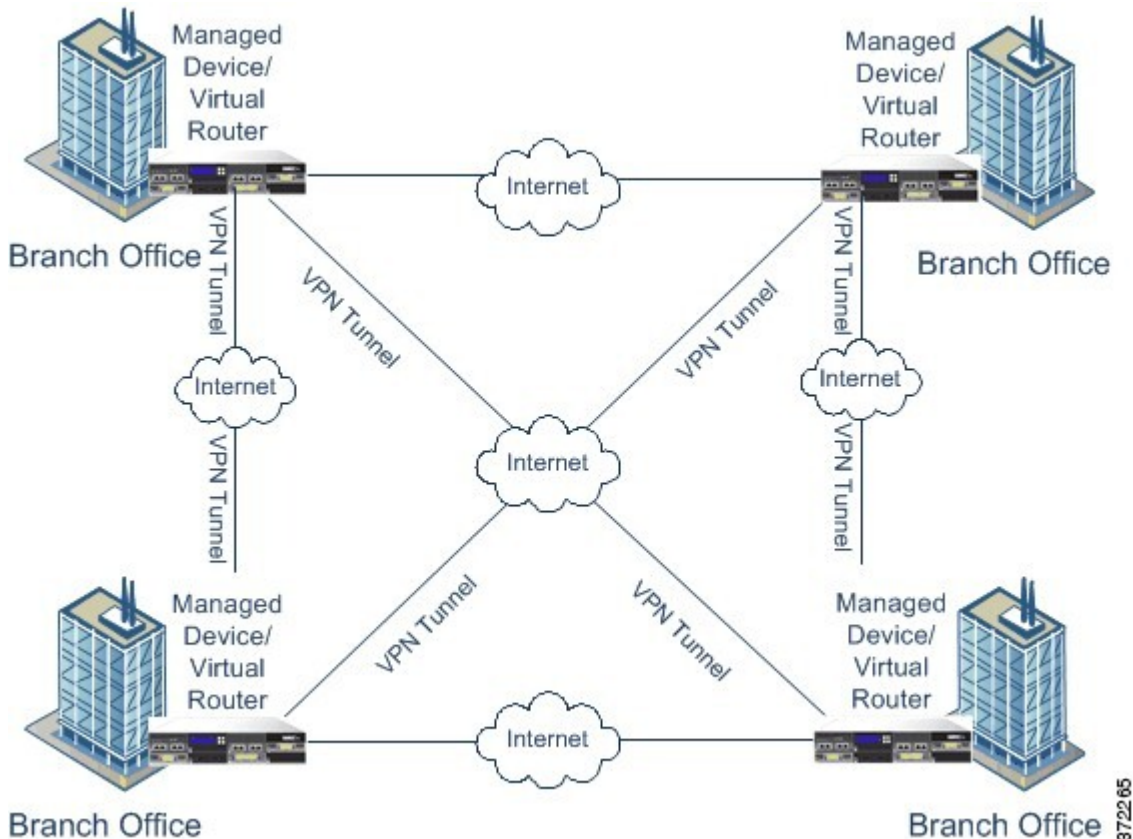 Managed
Device/
Virtual
Router
Managed
Device/
Virtual
Router
Internet
Branch Office
Branch Office
VPN Tunnel
VPN Tunnel
VPN Tunnel
VPN Tunnel
Internet
Internet
Internet
VPN Tunnel
VPN Tunnel
VPN Tunnel
VPN Tunnel
Managed
Device/
Virtual
Router
Managed
Device/
Virtual
Router
Internet
Branch Office
Branch Office
372265